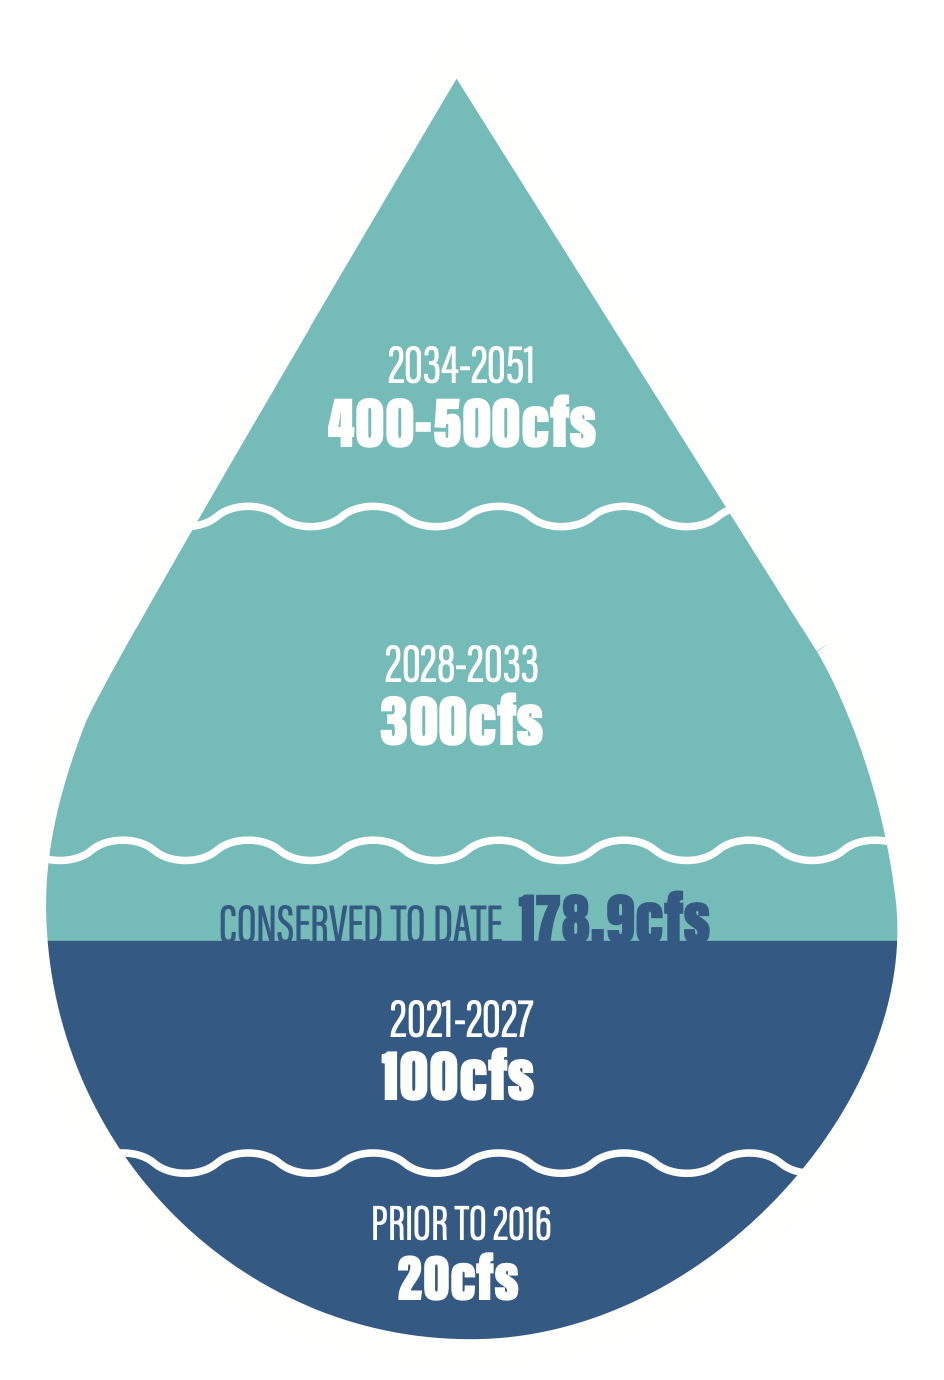 2034-2051
400-500cfs
2028-2033
300cfs
CONSERVED TO DATE 178.9cfs
2021-2027
100cfs
PRIOR TO 2016
20cfs